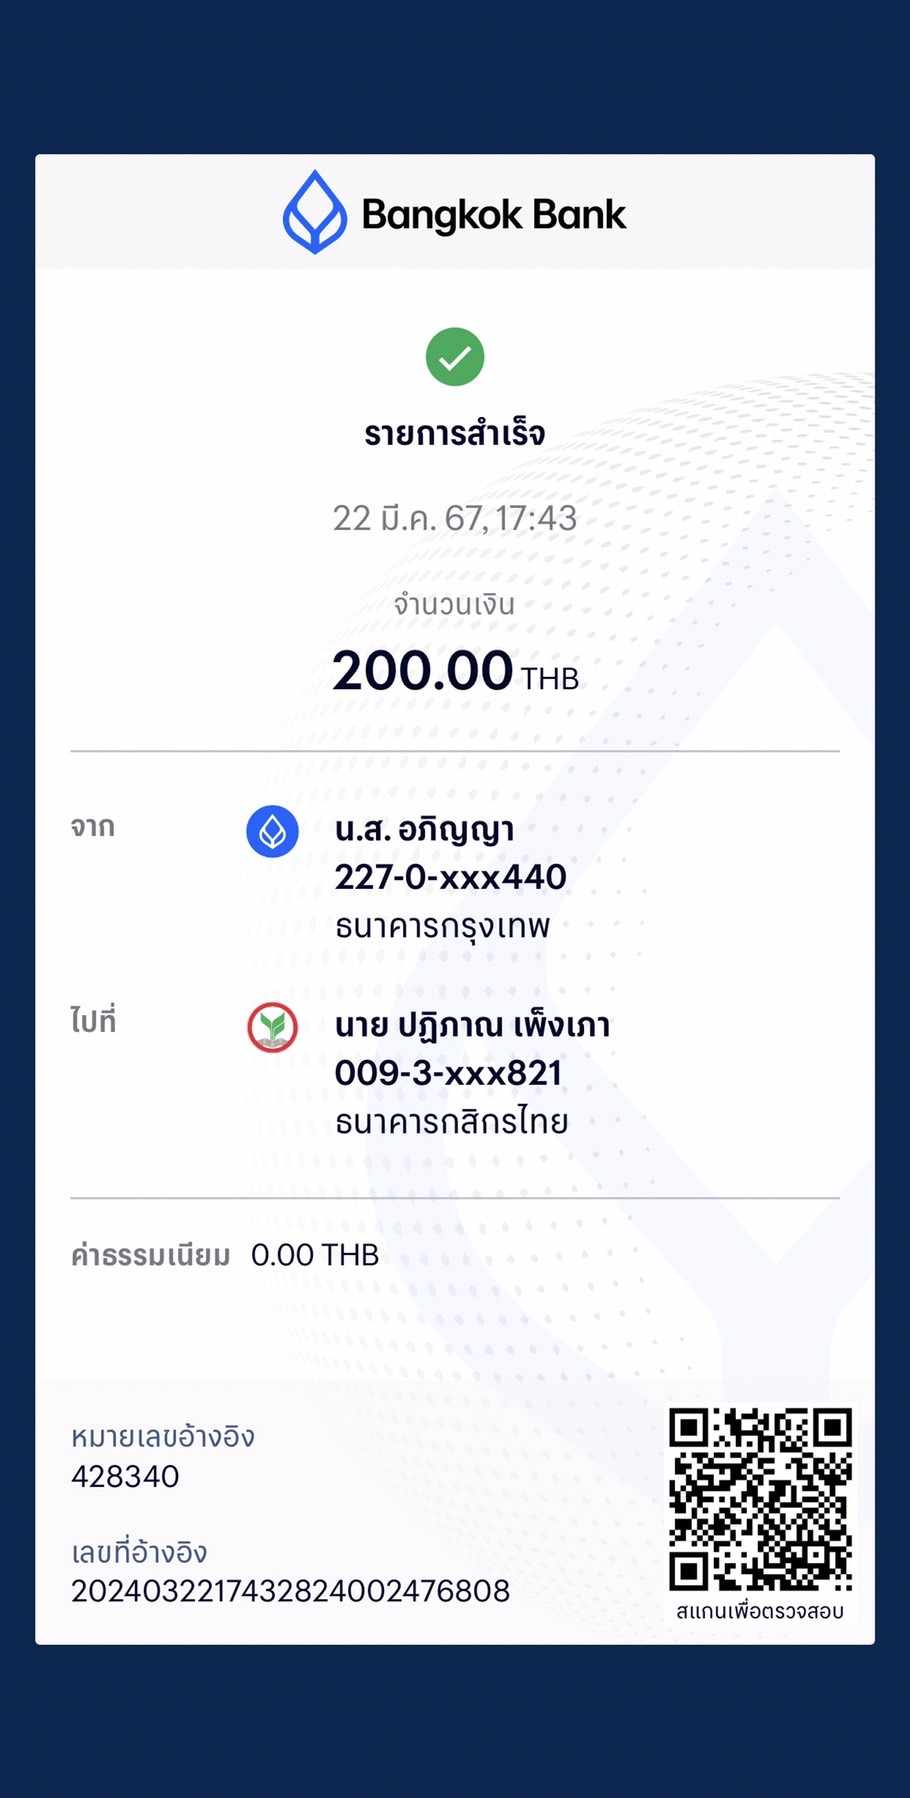 Bangkok Bank
รายการสำเร็จ
22 มี.ค. 67, 17:43
จำนวนเงิน
200.00 THB
จาก
น.ส. อภิญญา
227-0-xxx440
ธนาคารกรุงเทพ
ไปที่
นาย ปฏิภาณ เพ็งเภา
009-3-xxx821
ธนาคารกสิกรไทย
ค่าธรรมเนียม 0.00 THB
หมายเลขอ้างอิง
428340
เลขที่อ้างอิง
2024032217432824002476808
สแกนเพื่อตรวจสอบ